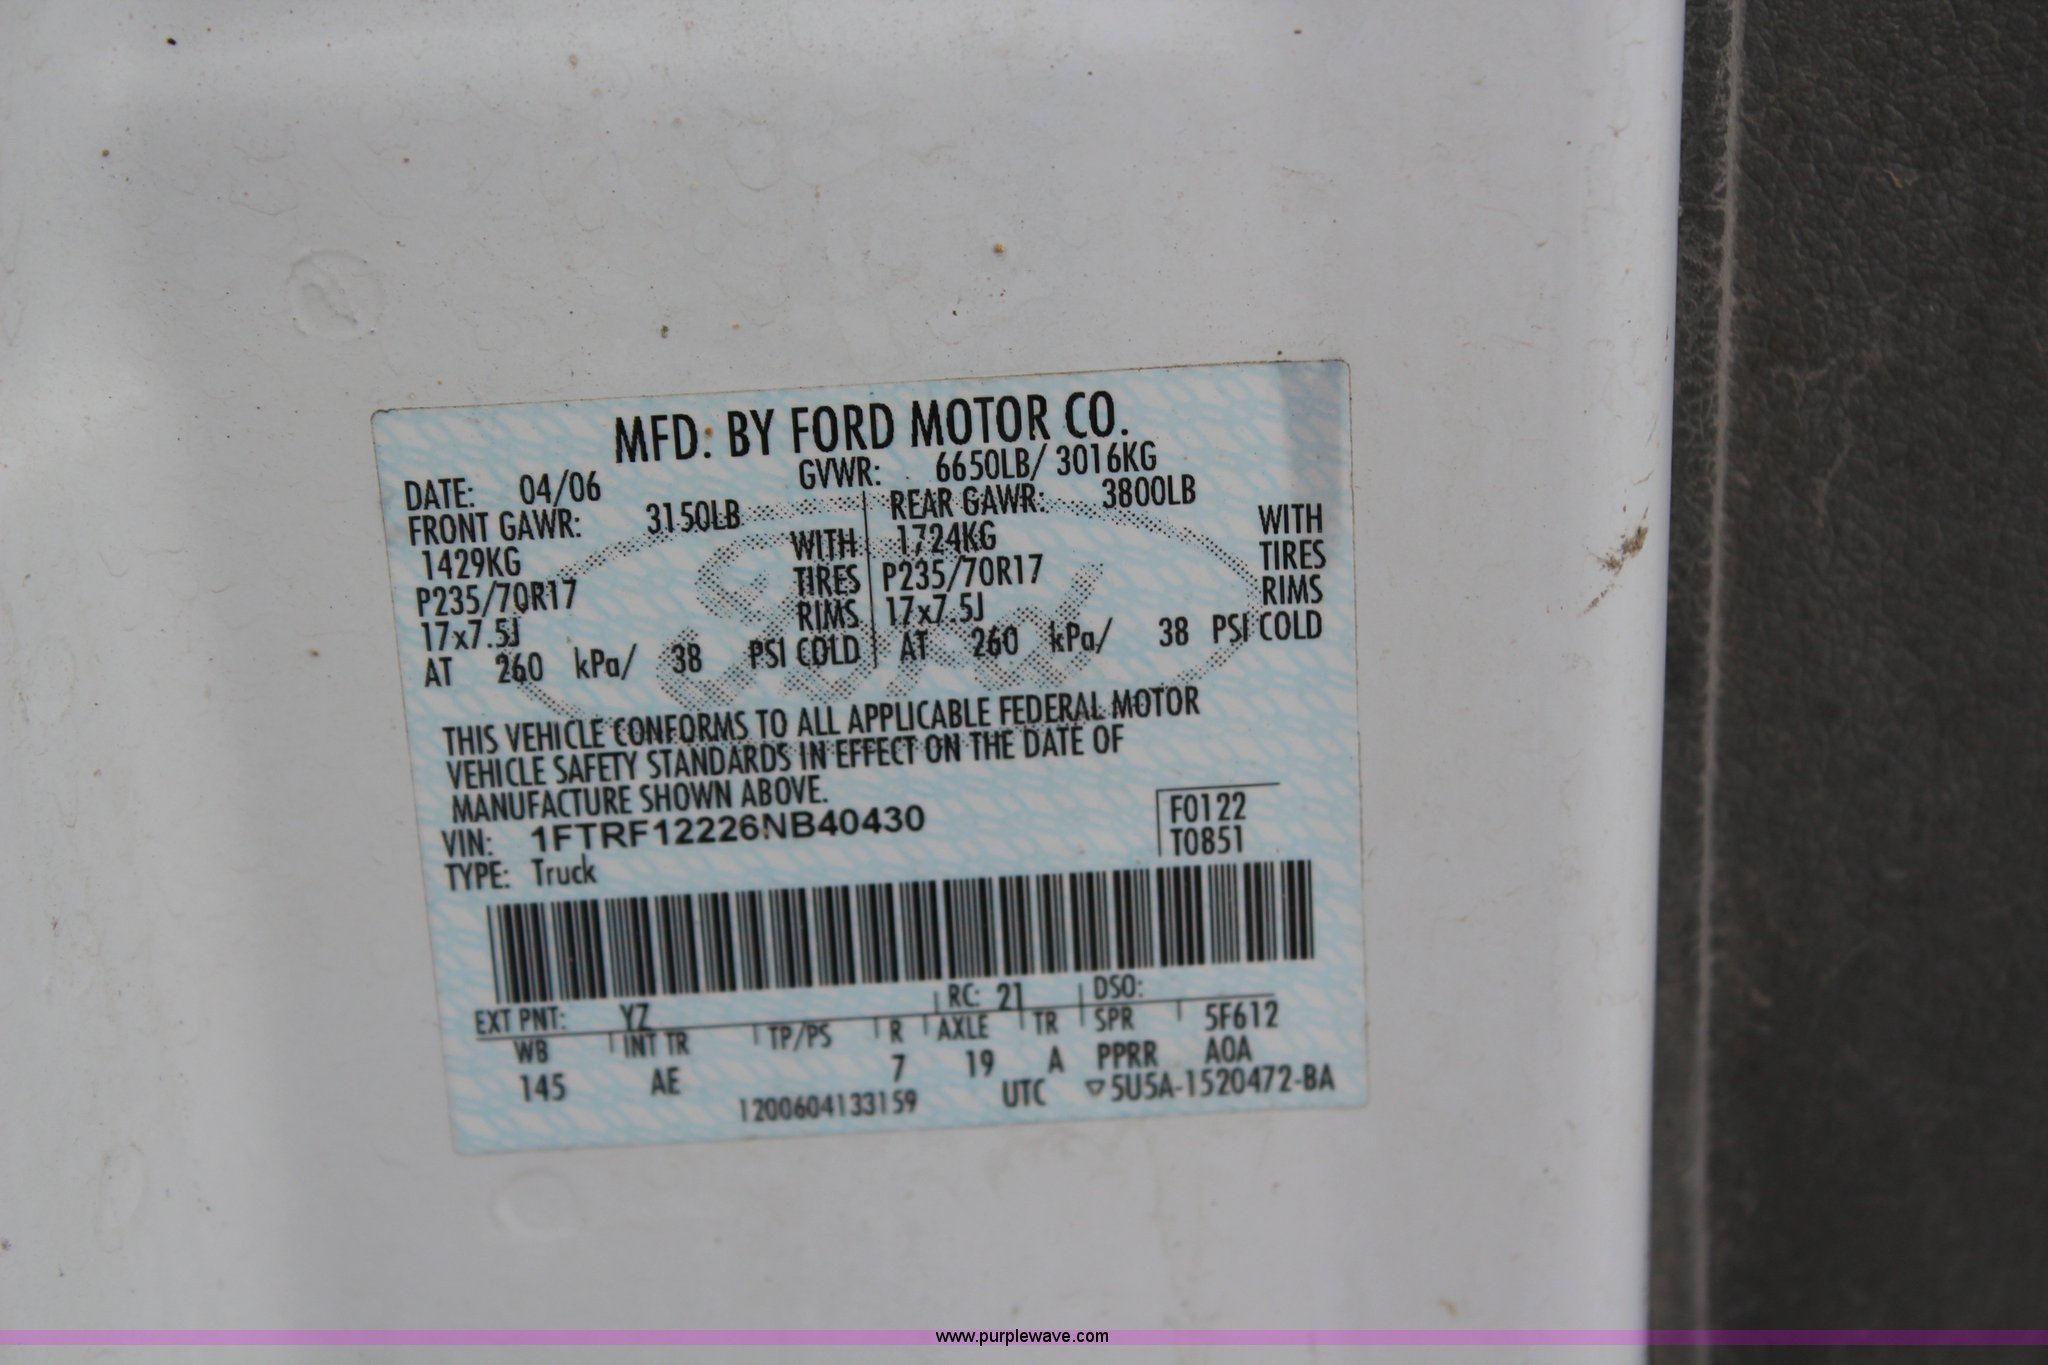 MFD. BY FORD MOTOR CO.
DATE: 04/06 GVWR: 6650LB/ 3016KG
FRONT GAWR: 3150LB REAR GAWR: 3800LB
1429KG WITH 1724KG WITH
P235/70R17 TIRES P235/70R17 TIRES
17x7.5J RIMS 17x7.5J RIMS
AT 260 kPa/ 38 PSI COLD AT 260 kPa/ 38 PSI COLD
Ford
THIS VEHICLE CONFORMS TO ALL APPLICABLE FEDERAL MOTOR
VEHICLE SAFETY STANDARDS IN EFFECT ON THE DATE OF
MANUFACTURE SHOWN ABOVE.
VIN: 1FTRF12226NB40430 F0122
TYPE: Truck T0851
EXT PNT: YZ RC: 21 DSO:
WB INT TR TP/PS R AXLE TR SPR 5F612
145 AE 7 19 A PPRR A0A
1200604133159 UTC ▽5U5A-1520472-BA
www.purplewave.com